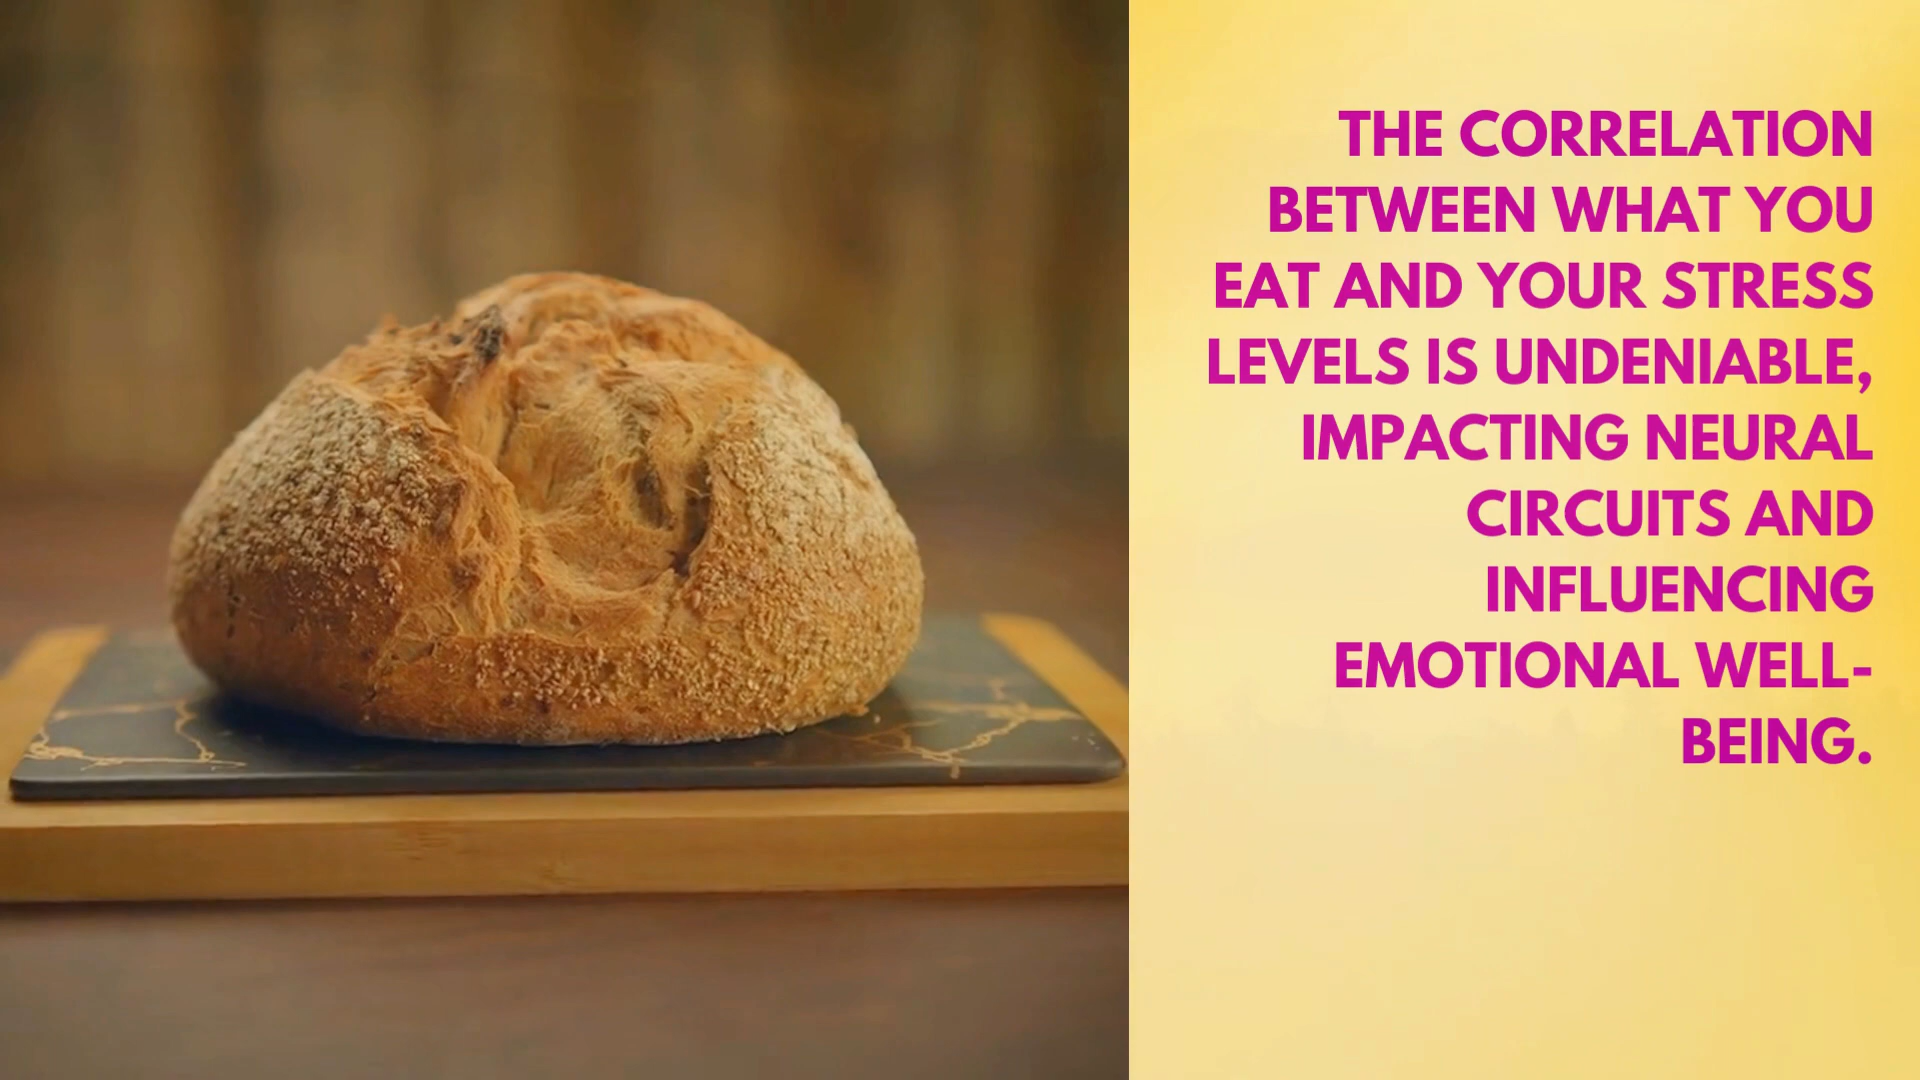 THE CORRELATION
BETWEEN WHAT YOU
EAT AND YOUR STRESS
LEVELS IS UNDENIABLE,
IMPACTING NEURAL
CIRCUITS AND
INFLUENCING
EMOTIONAL WELL-
BEING.